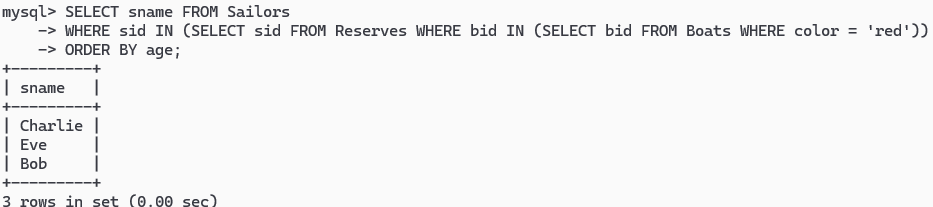 mysql> SELECT sname FROM Sailors
    -> WHERE sid IN (SELECT sid FROM Reserves WHERE bid IN (SELECT bid FROM Boats WHERE color = 'red'))
    -> ORDER BY age;
+---------+
| sname   |
+---------+
| Charlie |
| Eve     |
| Bob     |
+---------+
3 rows in set (0.00 sec)